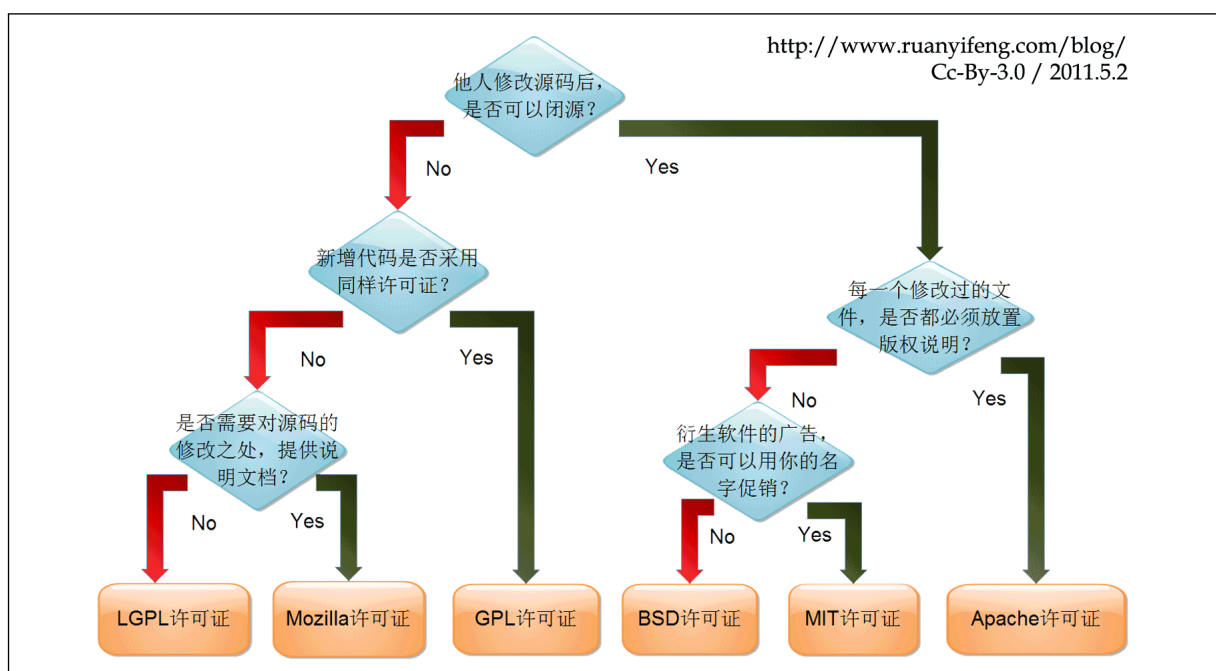 http://www.ruanyifeng.com/blog/
Cc-By-3.0 / 2011.5.2
他人修改源码后，
是否可以闭源？
No
Yes
新增代码是否采用
同样许可证？
每一个修改过的文
件，是否都必须放置
版权说明？
No
Yes
No
Yes
是否需要对源码的
修改之处，提供说
明文档？
衍生软件的广告，
是否可以用你的名
字促销？
No
Yes
No
Yes
LGPL许可证
Mozilla许可证
GPL许可证
BSD许可证
MIT许可证
Apache许可证